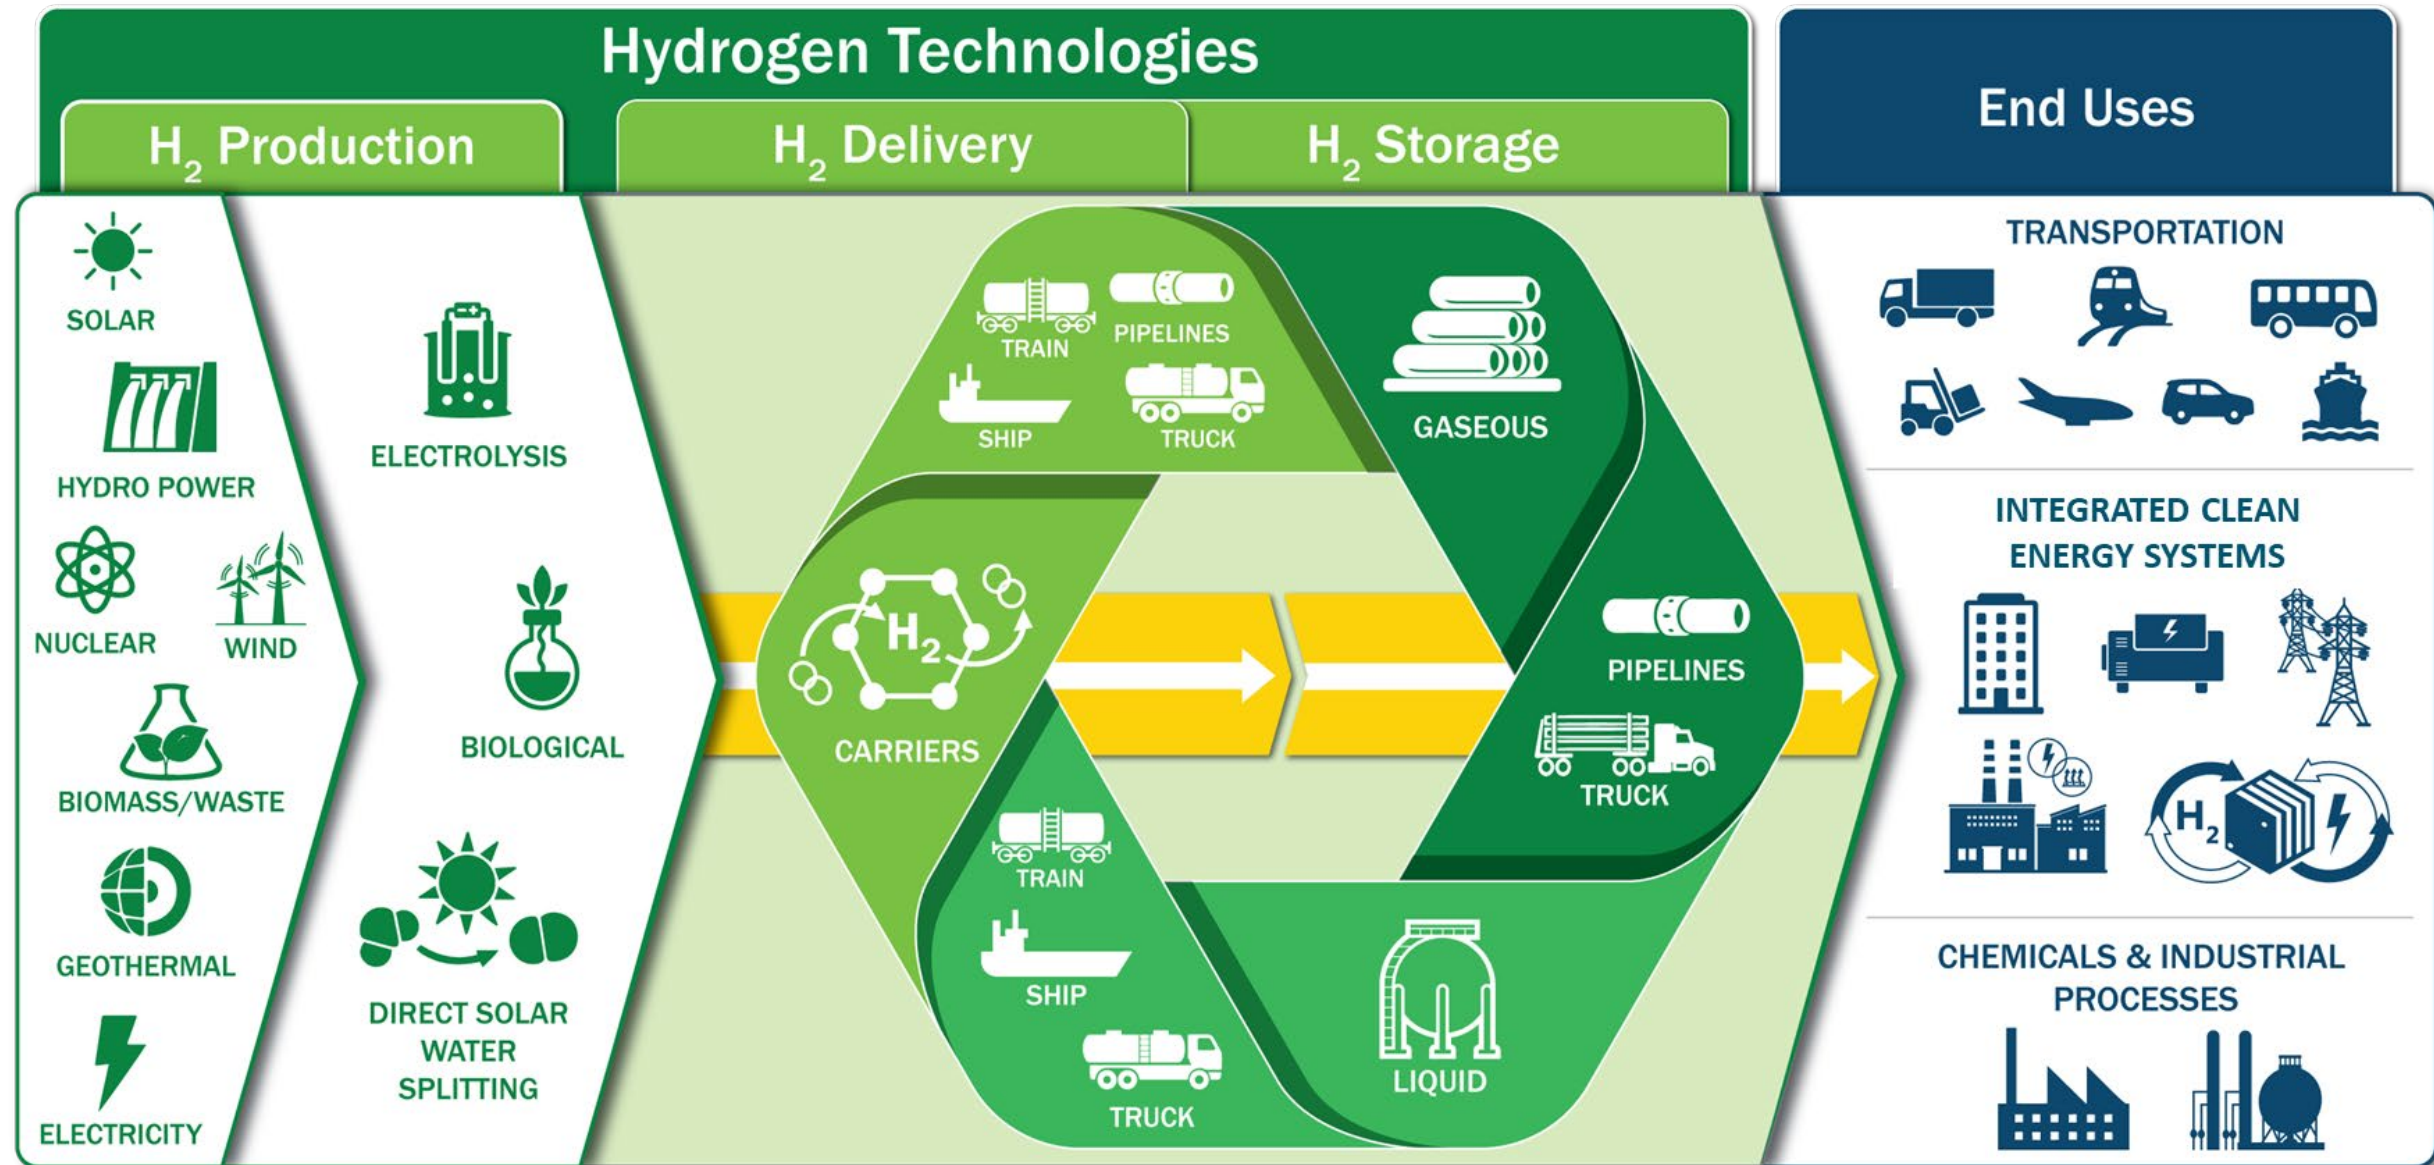 Hydrogen Technologies
End Uses
H₂ Production
H₂ Delivery
H₂ Storage
SOLAR
HYDRO POWER
NUCLEAR
WIND
BIOMASS/WASTE
GEOTHERMAL
ELECTRICITY
ELECTROLYSIS
BIOLOGICAL
DIRECT SOLAR
WATER
SPLITTING
TRAIN
PIPELINES
SHIP
TRUCK
GASEOUS
H₂
CARRIERS
PIPELINES
TRUCK
TRAIN
SHIP
TRUCK
LIQUID
TRANSPORTATION
INTEGRATED CLEAN
ENERGY SYSTEMS
H₂
CHEMICALS & INDUSTRIAL
PROCESSES